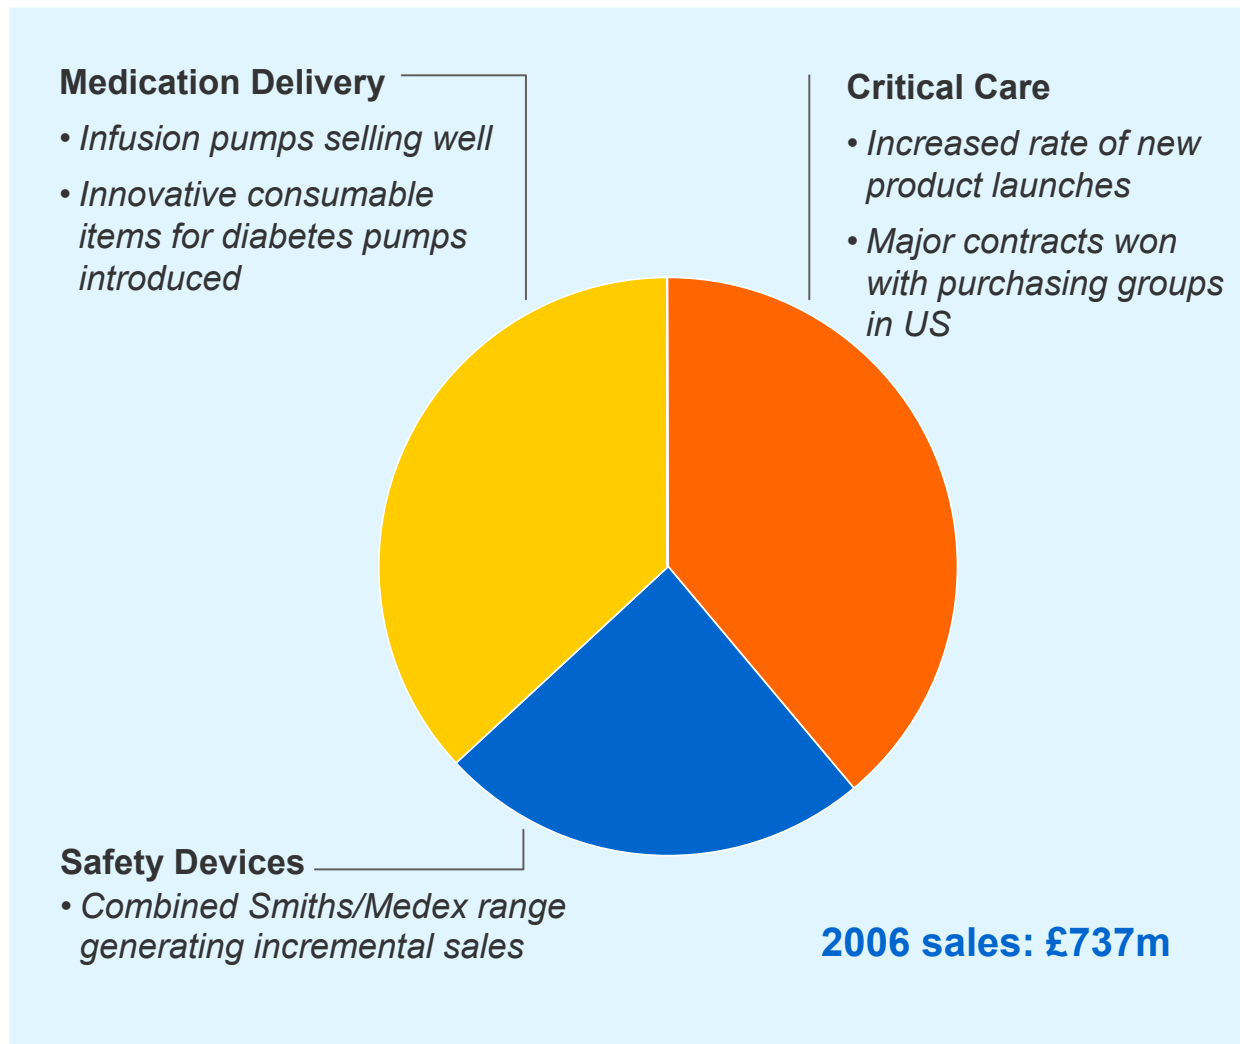 Medication Delivery
• Infusion pumps selling well
• Innovative consumable
items for diabetes pumps
introduced
Critical Care
• Increased rate of new
product launches
• Major contracts won
with purchasing groups
in US
Safety Devices
• Combined Smiths/Medex range
generating incremental sales
2006 sales: £737m